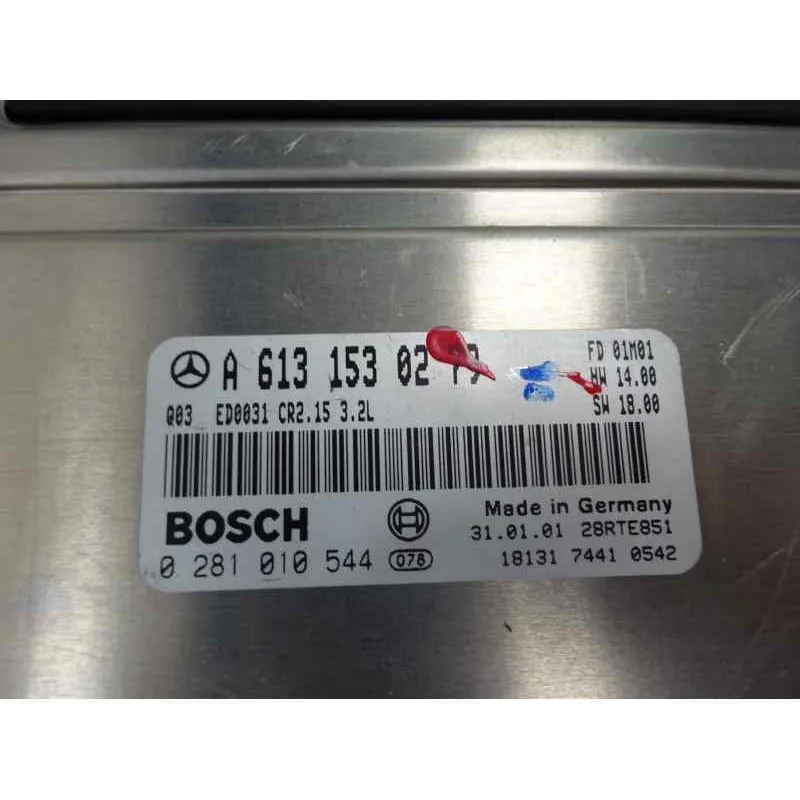 A 613 153 02
FD 01M01
HW 14.00
SW 18.00
Q03 ED0031 CR2.15 3.2L
BOSCH
Made in Germany
31.01.01 28RTE851
0 281 010 544 078
18131 7441 0542